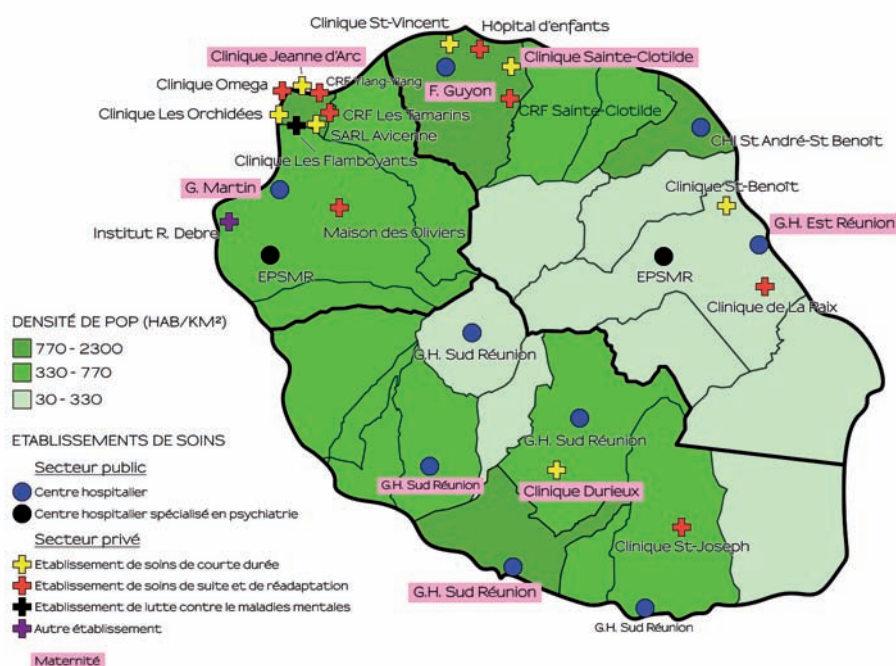 Clinique St-Vincent
Hôpital d'enfants
Clinique Jeanne d'Arc
Clinique Sainte-Clotilde
Clinique Omega
CRF Ylang-Ylang
F. Guyon
Clinique Les Orchidées
CRF Les Tamarins
CRF Sainte-Clotilde
SARL Avicenne
CHI St André-St Benoît
Clinique Les Flamboyants
Clinique St-Benoît
G. Martin
G.H. Est Réunion
Institut R. Debre
Maison des Oliviers
EPSMR
EPSMR
Clinique de La Paix
G.H. Sud Réunion
G.H. Sud Réunion
G.H. Sud Réunion
Clinique Durieux
Clinique St-Joseph
G.H. Sud Réunion
G.H. Sud Réunion
DENSITÉ DE POP (HAB/KM²)
770 - 2300
330 - 770
30 - 330
ETABLISSEMENTS DE SOINS
Secteur public
Centre hospitalier
Centre hospitalier spécialisé en psychiatrie
Secteur privé
Etablissement de soins de courte durée
Etablissement de soins de suite et de réadaptation
Etablissement de lutte contre le maladies mentales
Autre établissement
Maternité